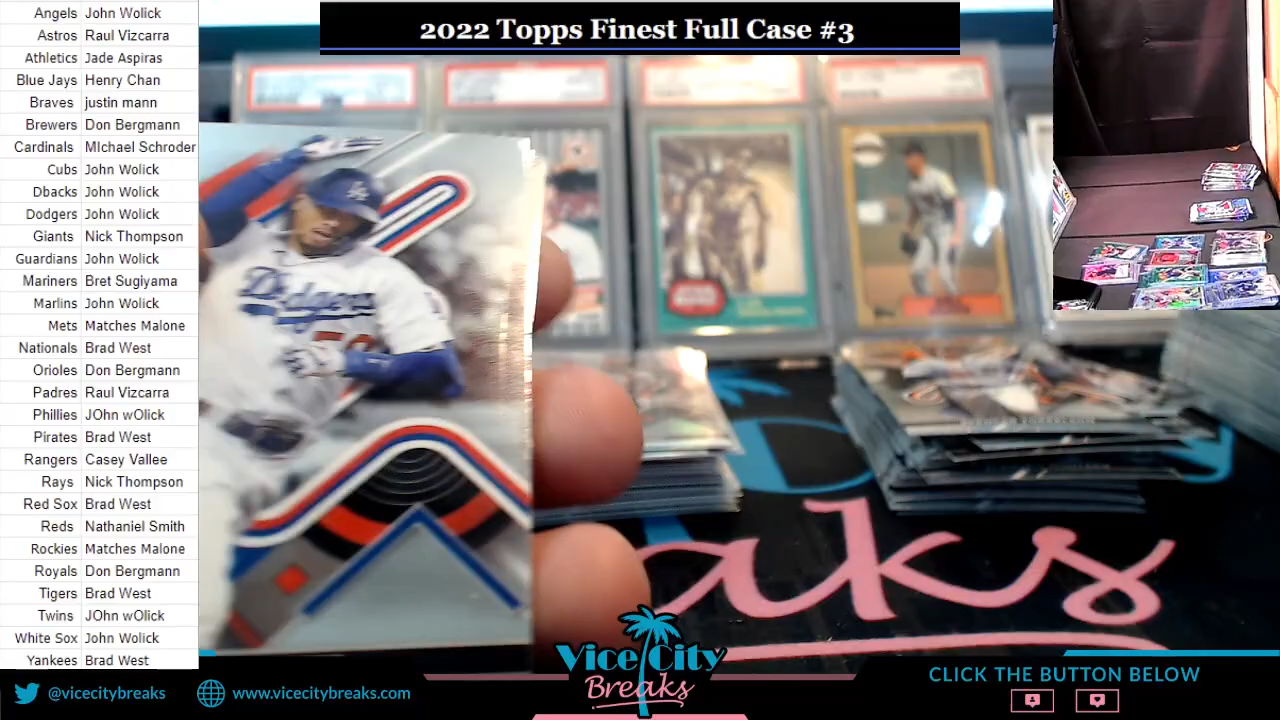 2022 Topps Finest Full Case #3
Angels John Wolick
Astros Raul Vizcarra
Athletics Jade Aspiras
Blue Jays Henry Chan
Braves justin mann
Brewers Don Bergmann
Cardinals MIchael Schroder
Cubs John Wolick
Dbacks John Wolick
Dodgers John Wolick
Giants Nick Thompson
Guardians John Wolick
Mariners Bret Sugiyama
Marlins John Wolick
Mets Matches Malone
Nationals Brad West
Orioles Don Bergmann
Padres Raul Vizcarra
Phillies JOhn wOlick
Pirates Brad West
Rangers Casey Vallee
Rays Nick Thompson
Red Sox Brad West
Reds Nathaniel Smith
Rockies Matches Malone
Royals Don Bergmann
Tigers Brad West
Twins JOhn wOlick
White Sox John Wolick
Yankees Brad West
LA
Dodgers
aks
Vice City
Breaks
@vicecitybreaks
www.vicecitybreaks.com
CLICK THE BUTTON BELOW